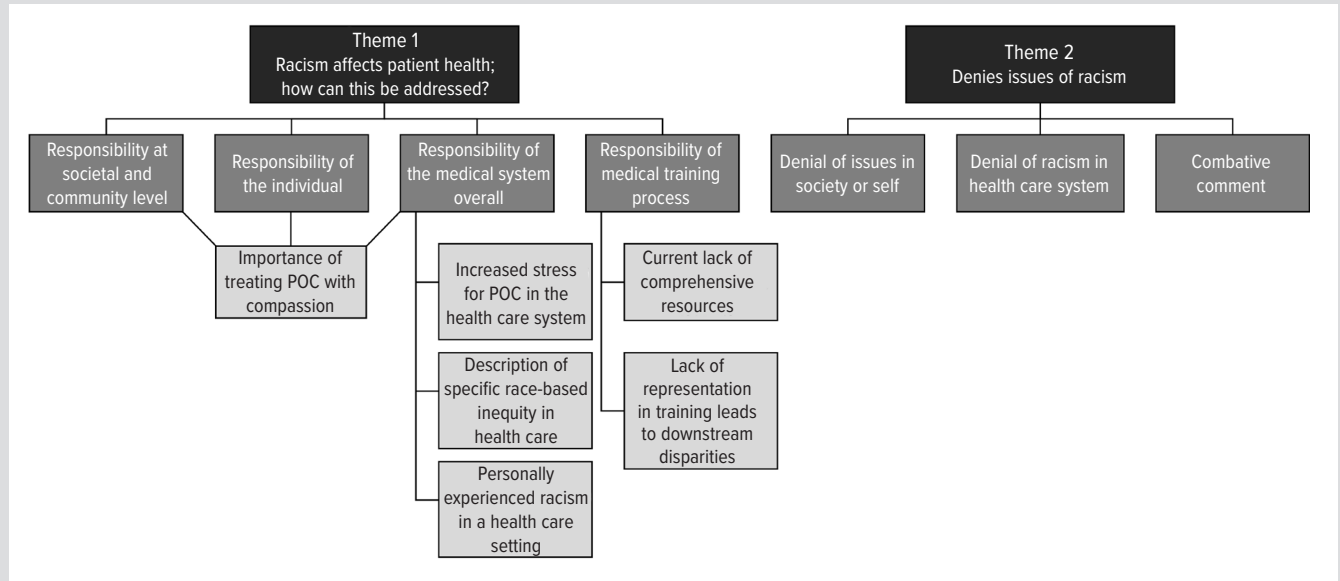 Theme 1
Racism affects patient health;
how can this be addressed?
Theme 2
Denies issues of racism
Responsibility at
societal and
community level
Responsibility of
the individual
Responsibility of
the medical system
overall
Responsibility of
medical training
process
Denial of issues in
society or self
Denial of racism in
health care system
Combative
comment
Importance of
treating POC with
compassion
Increased stress
for POC in the
health care system
Description of
specific race-based
inequity in
health care
Personally
experienced racism
in a health care
setting
Current lack of
comprehensive
resources
Lack of
representation
in training leads
to downstream
disparities